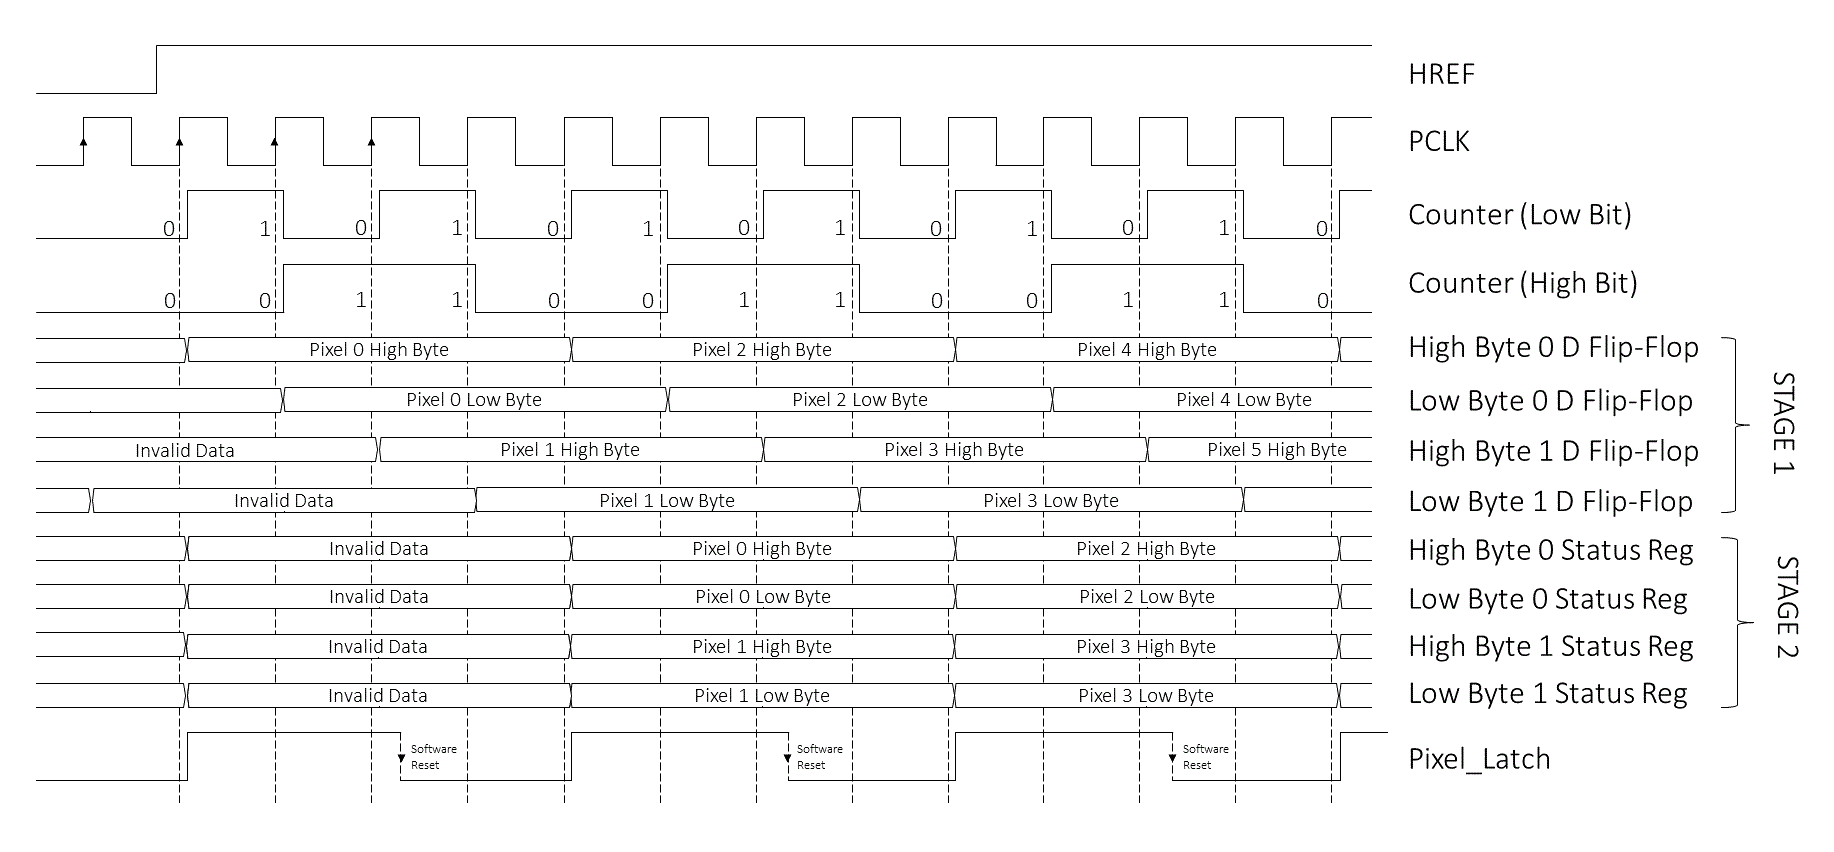 HREF
PCLK
0 1 0 1 0 1 0 1 0 1 0 1 0 Counter (Low Bit)
0 0 1 1 0 0 1 1 0 0 1 1 0 Counter (High Bit)
Pixel 0 High Byte Pixel 2 High Byte Pixel 4 High Byte High Byte 0 D Flip-Flop
Pixel 0 Low Byte Pixel 2 Low Byte Pixel 4 Low Byte Low Byte 0 D Flip-Flop
Invalid Data Pixel 1 High Byte Pixel 3 High Byte Pixel 5 High Byte High Byte 1 D Flip-Flop
Invalid Data Pixel 1 Low Byte Pixel 3 Low Byte Low Byte 1 D Flip-Flop
STAGE 1
Invalid Data Pixel 0 High Byte Pixel 2 High Byte High Byte 0 Status Reg
Invalid Data Pixel 0 Low Byte Pixel 2 Low Byte Low Byte 0 Status Reg
Invalid Data Pixel 1 High Byte Pixel 3 High Byte High Byte 1 Status Reg
Invalid Data Pixel 1 Low Byte Pixel 3 Low Byte Low Byte 1 Status Reg
STAGE 2
Software Software Software
Reset Reset Reset
Pixel_Latch